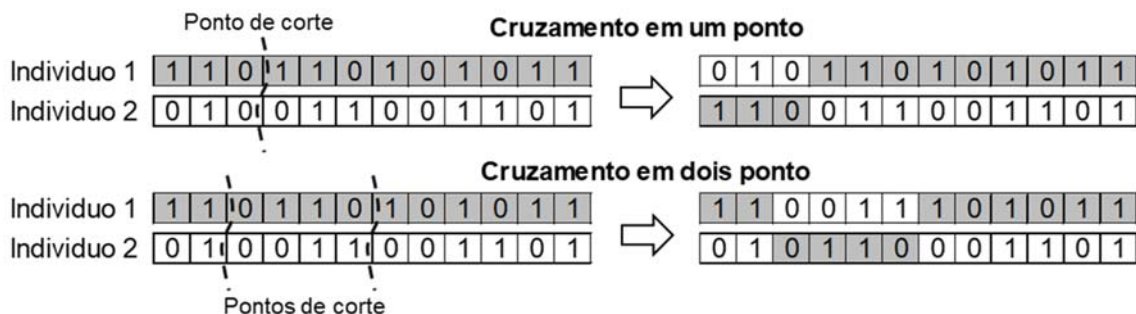 Ponto de corte
Cruzamento em um ponto
Individuo 1 1 1 0 1 1 0 1 0 1 0 1 1 0 1 0 1 1 0 1 0 1 0 1 1
Individuo 2 0 1 0 0 1 1 0 0 1 1 0 1 1 1 0 0 1 1 0 0 1 1 0 1
Cruzamento em dois ponto
Individuo 1 1 1 0 1 1 0 1 0 1 0 1 1 1 1 0 0 1 1 1 0 1 0 1 1
Individuo 2 0 1 0 0 1 1 0 0 1 1 0 1 0 1 0 1 1 0 0 0 1 1 0 1
Pontos de corte